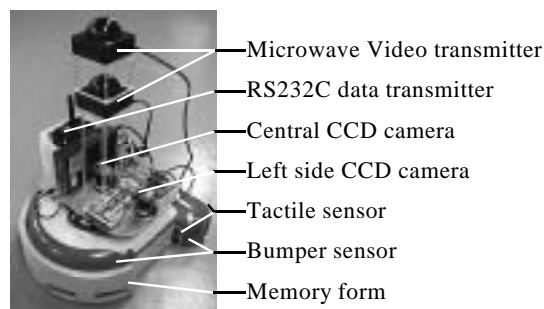 Microwave Video transmitter
RS232C data transmitter
Central CCD camera
Left side CCD camera
Tactile sensor
Bumper sensor
Memory form